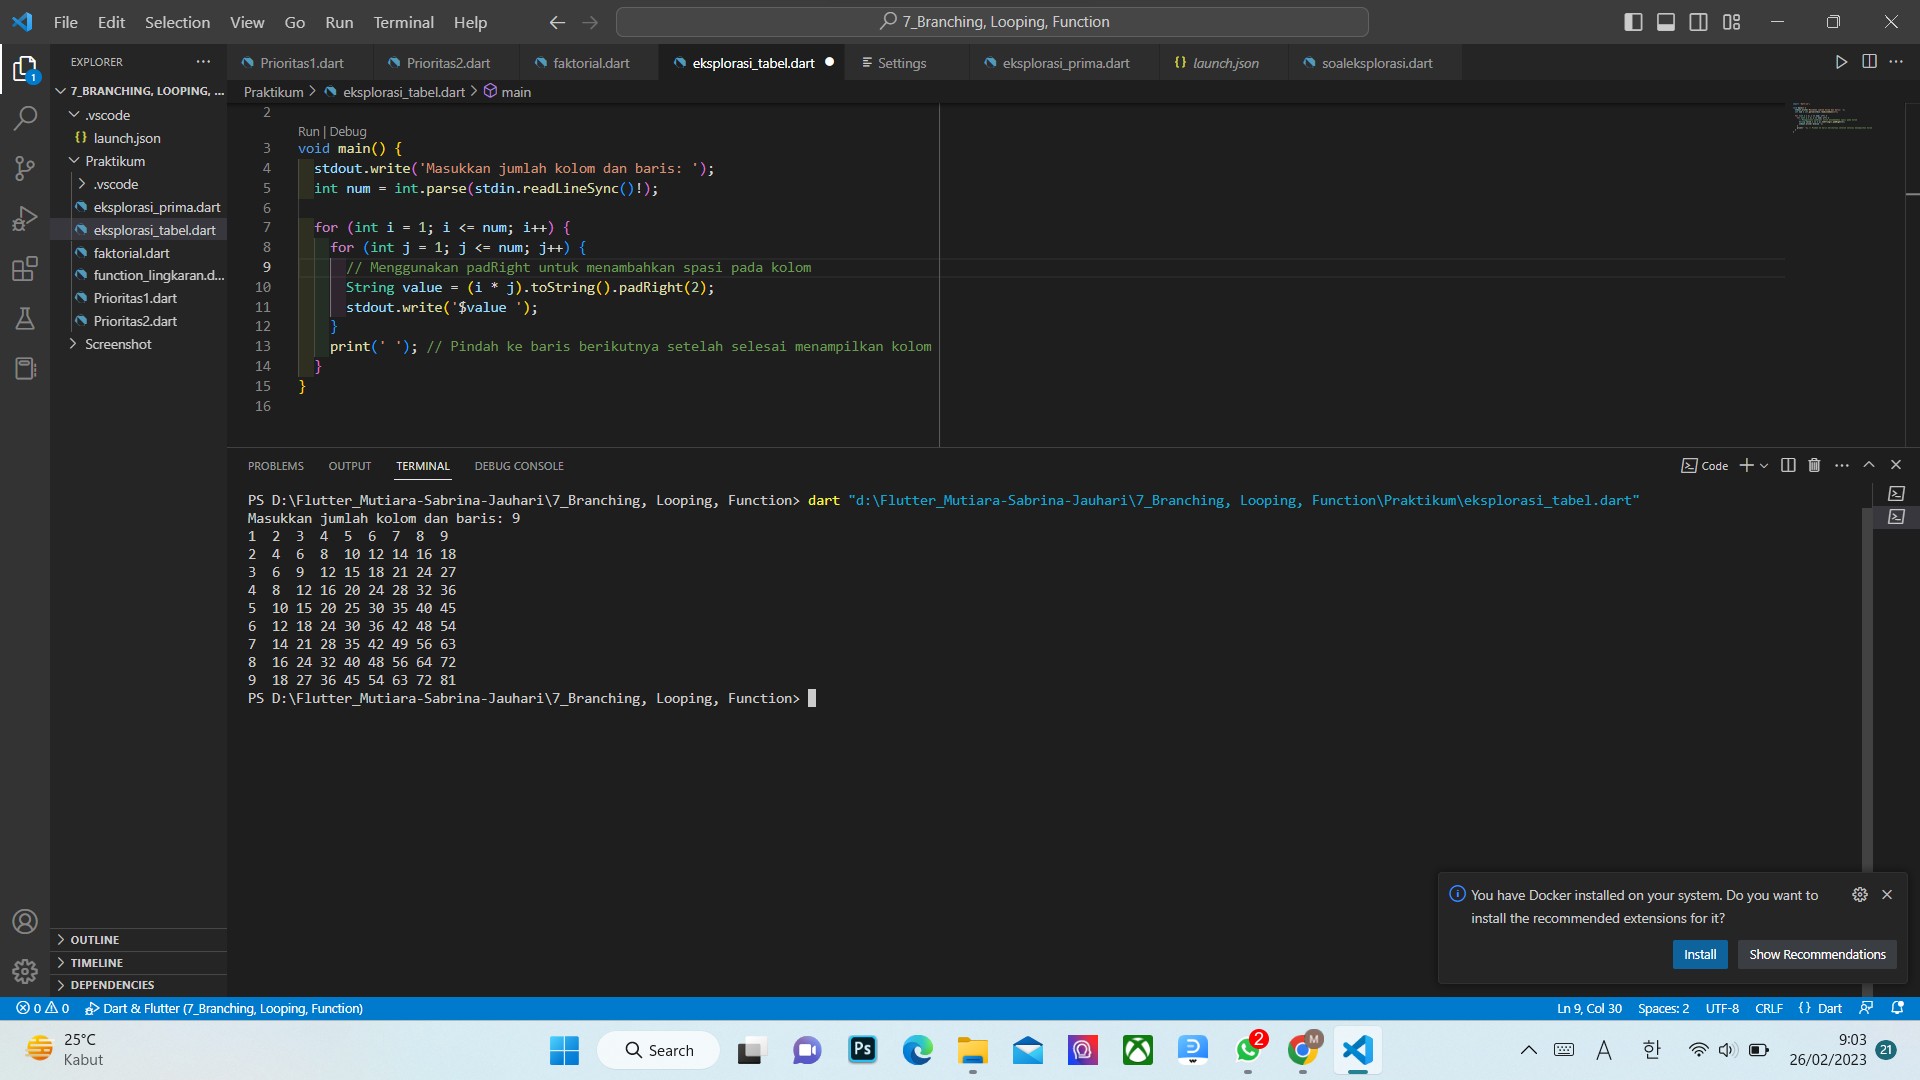 File Edit Selection View Go Run Terminal Help
7_Branching, Looping, Function
EXPLORER
Prioritas1.dart
Prioritas2.dart
faktorial.dart
eksplorasi_tabel.dart
Settings
eksplorasi_prima.dart
launch.json
soaleksplorasi.dart
7_BRANCHING, LOOPING, ...
.vscode
launch.json
Praktikum
.vscode
eksplorasi_prima.dart
eksplorasi_tabel.dart
faktorial.dart
function_lingkaran.d...
Prioritas1.dart
Prioritas2.dart
Screenshot
OUTLINE
TIMELINE
DEPENDENCIES
1
Praktikum > eksplorasi_tabel.dart > main
2
Run | Debug
3 void main() {
4 stdout.write('Masukkan jumlah kolom dan baris: ');
5 int num = int.parse(stdin.readLineSync()!);
6
7 for (int i = 1; i <= num; i++) {
8 for (int j = 1; j <= num; j++) {
9 // Menggunakan padRight untuk menambahkan spasi pada kolom
10 String value = (i * j).toString().padRight(2);
11 stdout.write('$value ');
12 }
13 print(' '); // Pindah ke baris berikutnya setelah selesai menampilkan kolom
14 }
15 }
16
PROBLEMS OUTPUT TERMINAL DEBUG CONSOLE
Code
PS D:\Flutter_Mutiara-Sabrina-Jauhari\7_Branching, Looping, Function> dart "d:\Flutter_Mutiara-Sabrina-Jauhari\7_Branching, Looping, Function\Praktikum\eksplorasi_tabel.dart"
Masukkan jumlah kolom dan baris: 9
1  2  3  4  5  6  7  8  9
2  4  6  8  10 12 14 16 18
3  6  9  12 15 18 21 24 27
4  8  12 16 20 24 28 32 36
5  10 15 20 25 30 35 40 45
6  12 18 24 30 36 42 48 54
7  14 21 28 35 42 49 56 63
8  16 24 32 40 48 56 64 72
9  18 27 36 45 54 63 72 81
PS D:\Flutter_Mutiara-Sabrina-Jauhari\7_Branching, Looping, Function>
You have Docker installed on your system. Do you want to
install the recommended extensions for it?
Install
Show Recommendations
0 0 Dart & Flutter (7_Branching, Looping, Function)
Ln 9, Col 30 Spaces: 2 UTF-8 CRLF {} Dart
25°C
Kabut
Search
Ps
2
M
A
한
9:03
26/02/2023
21